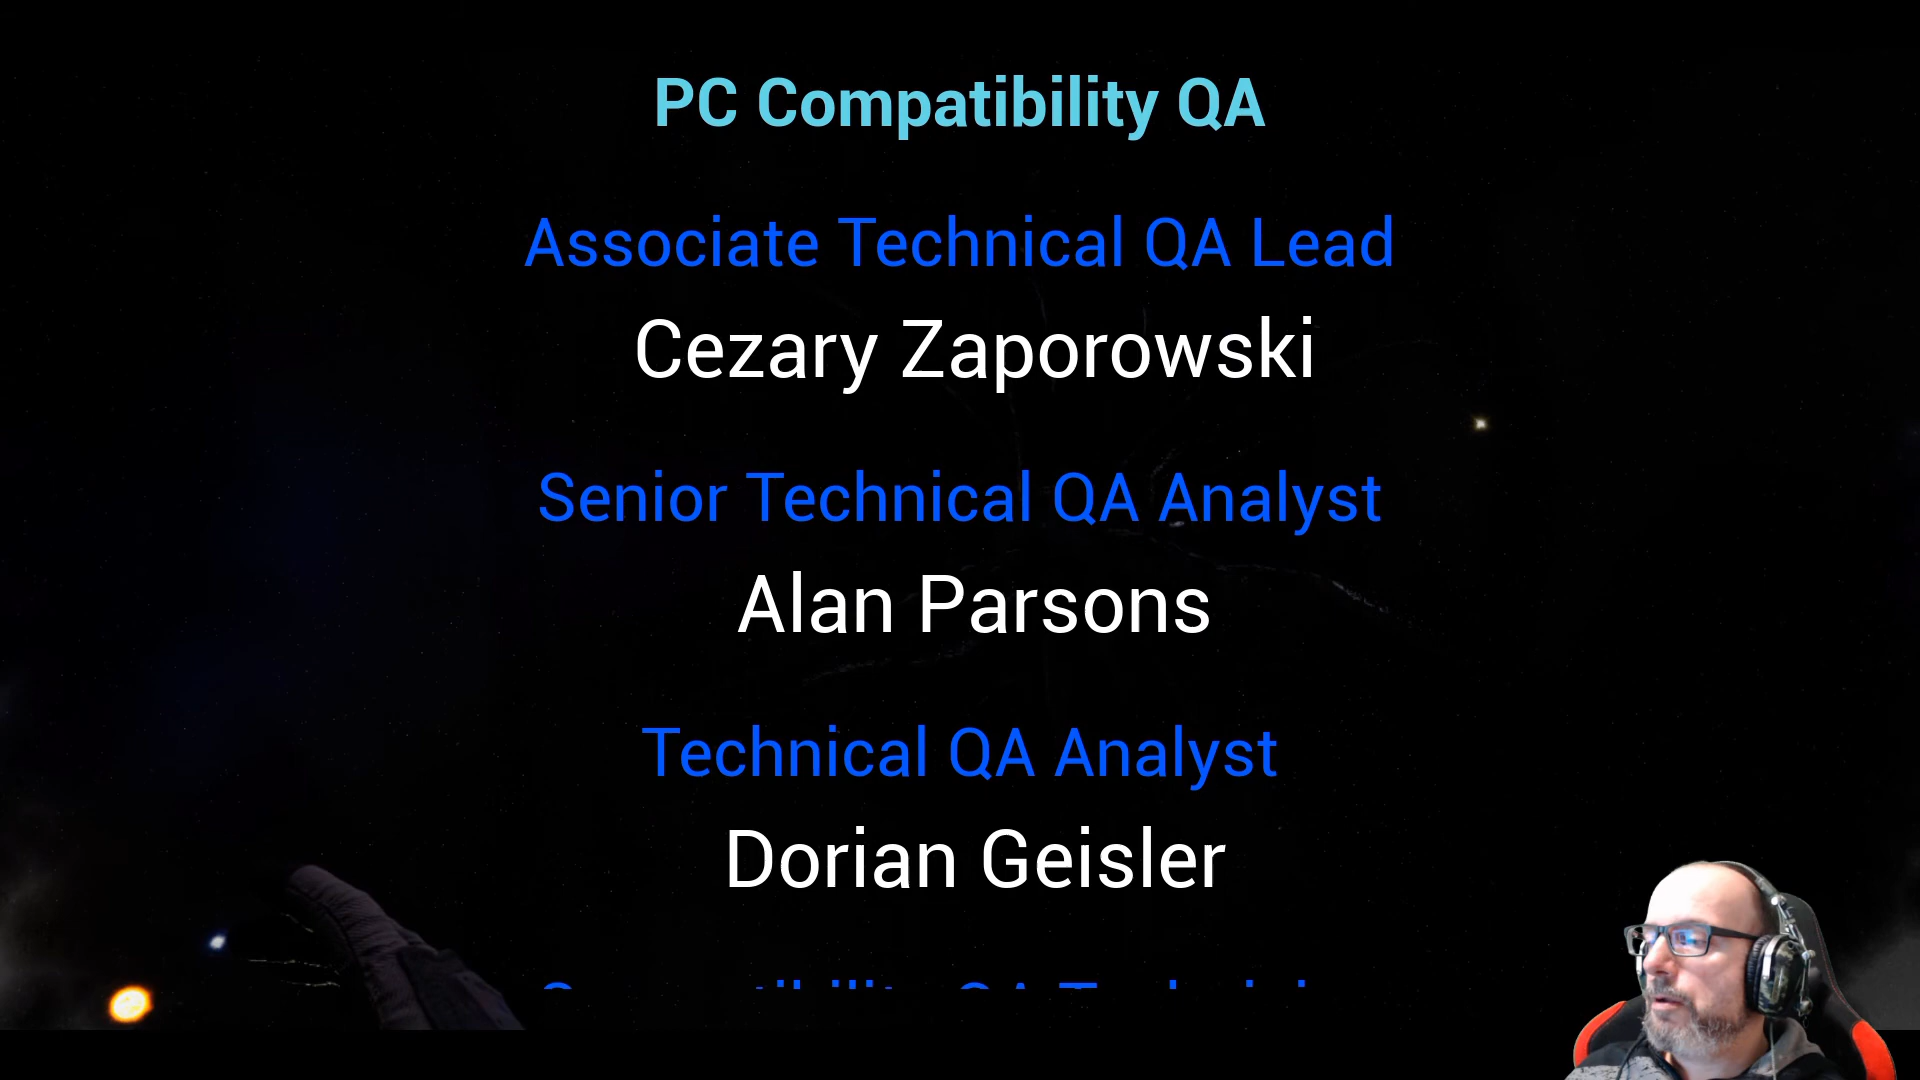 PC Compatibility QA
Associate Technical QA Lead
Cezary Zaporowski
Senior Technical QA Analyst
Alan Parsons
Technical QA Analyst
Dorian Geisler